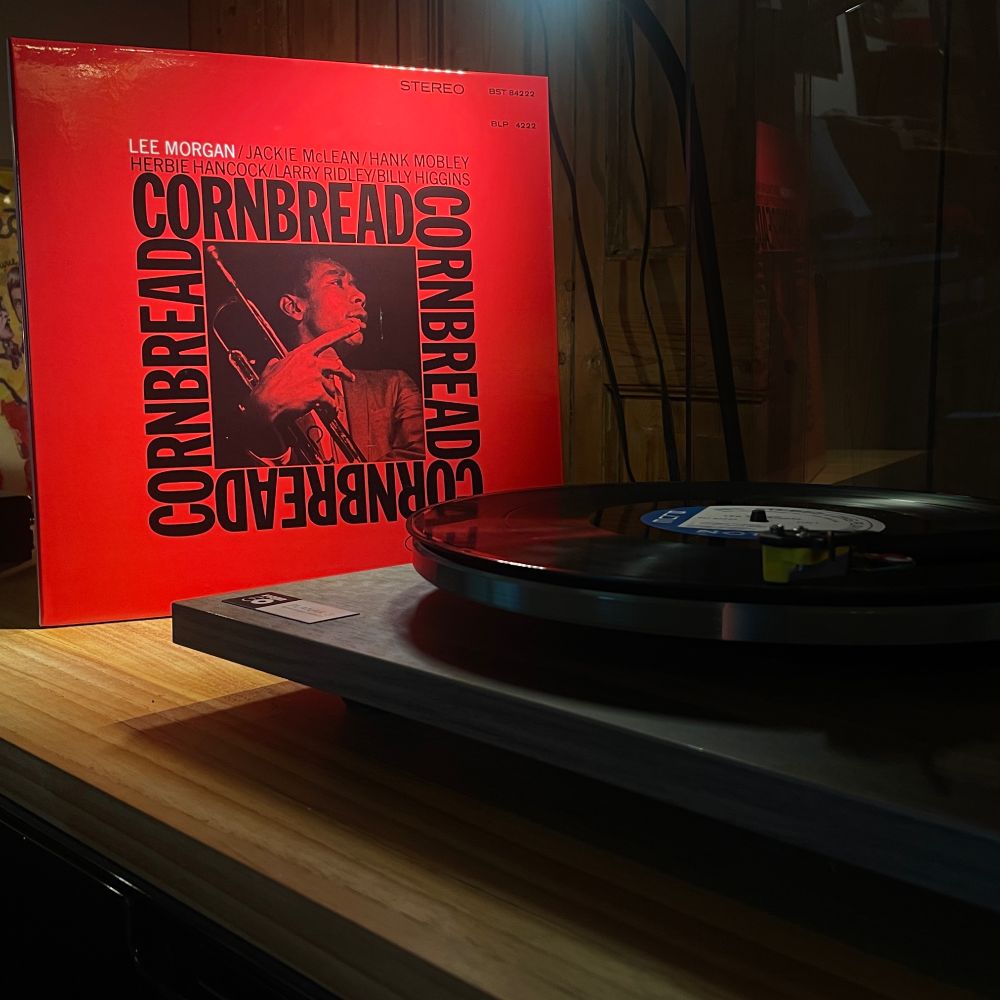 STEREO
BST 84222
BLP 4222
LEE MORGAN/JACKIE McLEAN/HANK MOBLEY
HERBIE HANCOCK/LARRY RIDLEY/BILLY HIGGINS
CORNBREAD
CORNBREAD
CORNBREAD
CORNBREAD